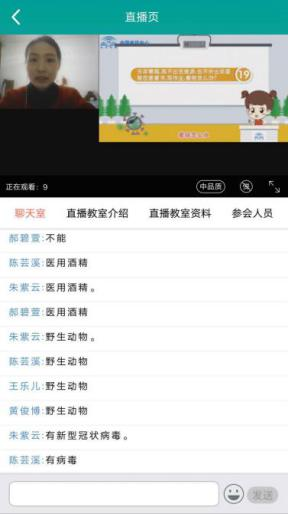 直播页
19
正在观看：9
中品质
聊天室 直播教室介绍 直播教室资料 参会人员
郝碧萱:不能
陈芸溪:医用酒精
朱紫云:医用酒精。
郝碧萱:医用酒精
朱紫云:野生动物。
陈芸溪:野生动物
王乐儿:野生动物
黄俊博:野生动物
朱紫云:有新型冠状病毒。
陈芸溪:有病毒
发送